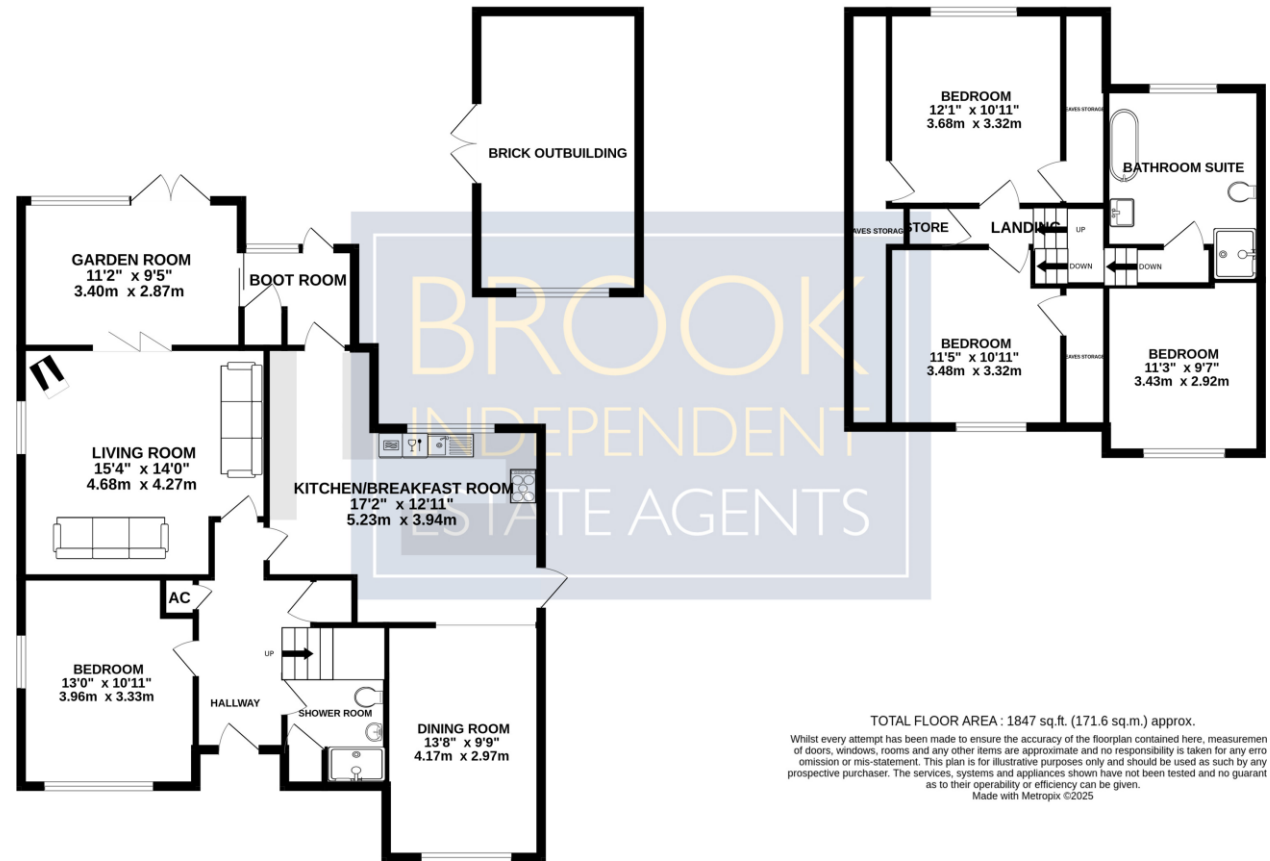 BRICK OUTBUILDING
GARDEN ROOM
11'2" x 9'5"
3.40m x 2.87m
BOOT ROOM
LIVING ROOM
15'4" x 14'0"
4.68m x 4.27m
KITCHEN/BREAKFAST ROOM
17'2" x 12'11"
5.23m x 3.94m
AC
BEDROOM
13'0" x 10'11"
3.96m x 3.33m
UP
HALLWAY
SHOWER ROOM
DINING ROOM
13'8" x 9'9"
4.17m x 2.97m
BROOK
INDEPENDENT
ESTATE AGENTS
BEDROOM
12'1" x 10'11"
3.68m x 3.32m
EAVES STORAGE
BATHROOM SUITE
EAVES STORAGE
STORE
LANDING
UP
DOWN
DOWN
BEDROOM
11'5" x 10'11"
3.48m x 3.32m
EAVES STORAGE
BEDROOM
11'3" x 9'7"
3.43m x 2.92m
TOTAL FLOOR AREA : 1847 sq.ft. (171.6 sq.m.) approx.
Whilst every attempt has been made to ensure the accuracy of the floorplan contained here, measuremen
of doors, windows, rooms and any other items are approximate and no responsibility is taken for any erro
omission or mis-statement. This plan is for illustrative purposes only and should be used as such by any
prospective purchaser. The services, systems and appliances shown have not been tested and no guarant
as to their operability or efficiency can be given.
Made with Metropix ©2025